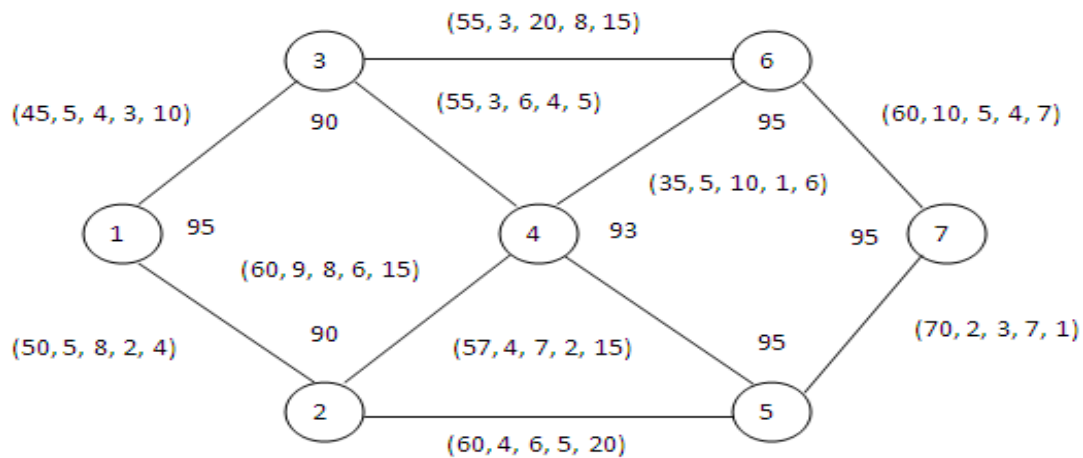 (55, 3, 20, 8, 15)
3
6
(45, 5, 4, 3, 10)
(55, 3, 6, 4, 5)
(60, 10, 5, 4, 7)
90
95
(35, 5, 10, 1, 6)
1
95
4
93
95
7
(60, 9, 8, 6, 15)
(50, 5, 8, 2, 4)
90
(57, 4, 7, 2, 15)
95
(70, 2, 3, 7, 1)
2
5
(60, 4, 6, 5, 20)